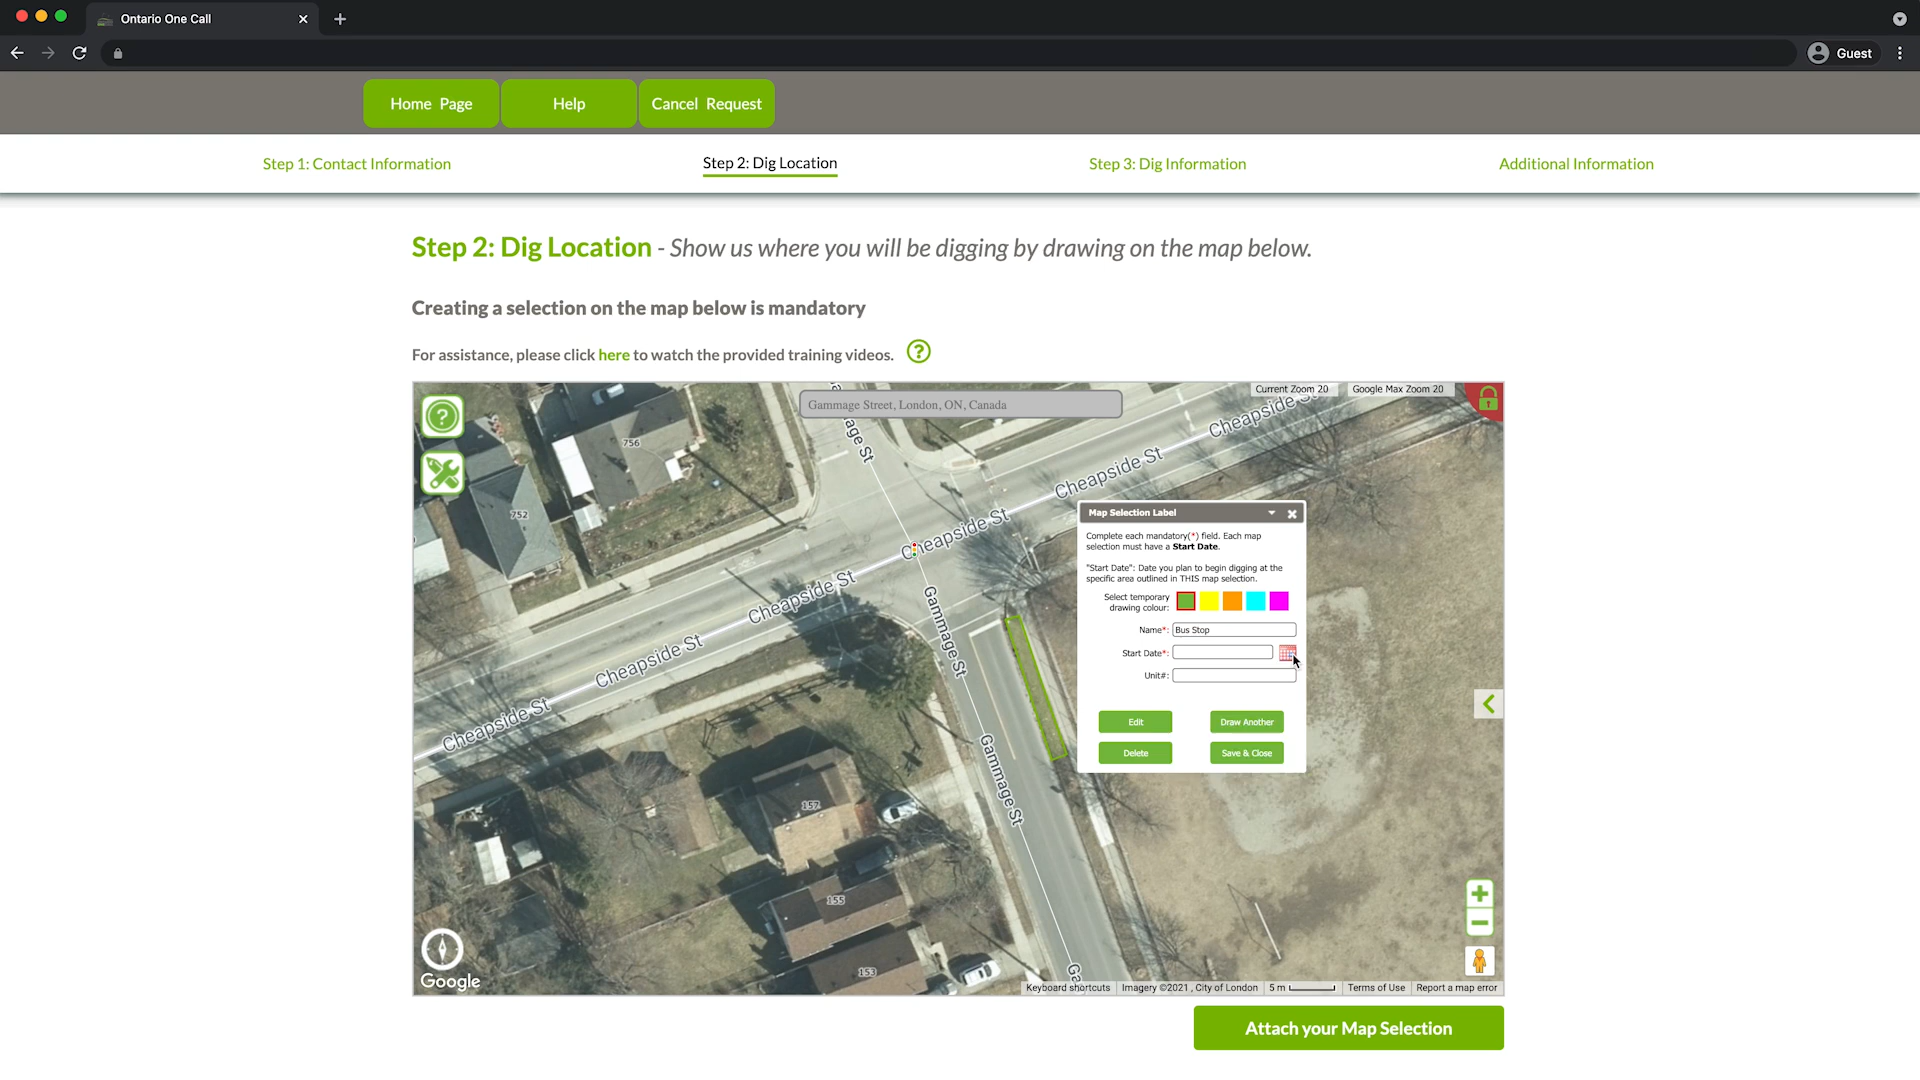 Ontario One Call
Guest
Home Page
Help
Cancel Request
Step 1: Contact Information
Step 2: Dig Location
Step 3: Dig Information
Additional Information
Step 2: Dig Location - Show us where you will be digging by drawing on the map below.
Creating a selection on the map below is mandatory
For assistance, please click here to watch the provided training videos.
Gammage Street, London, ON, Canada
Current Zoom 20
Google Max Zoom 20
Cheapside St
Cheapside St
Cheapside St
Cheapside St
Cheapside St
Cheapside St
Gammage St
Gammage St
756
752
157
155
153
Map Selection Label
Complete each mandatory(*) field. Each map
selection must have a Start Date.
"Start Date": Date you plan to begin digging at the
specific area outlined in THIS map selection.
Select temporary
drawing colour:
Name*: Bus Stop
Start Date*:
Unit#:
Edit
Draw Another
Delete
Save & Close
Google
Keyboard shortcuts
Imagery ©2021 , City of London
5 m
Terms of Use
Report a map error
Attach your Map Selection